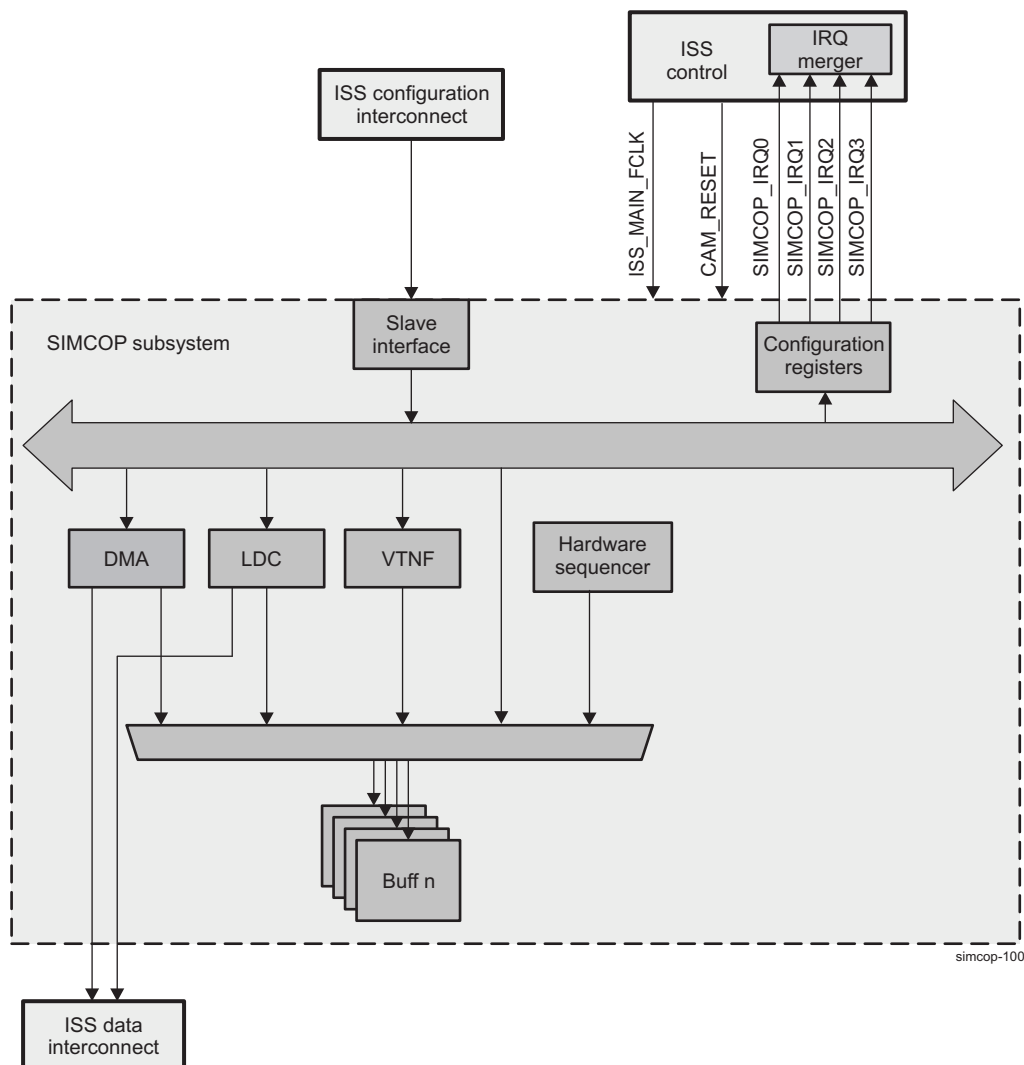 ISS
control
IRQ
merger
ISS configuration
interconnect
ISS_MAIN_FCLK
CAM_RESET
SIMCOP_IRQ0
SIMCOP_IRQ1
SIMCOP_IRQ2
SIMCOP_IRQ3
SIMCOP subsystem
Slave
interface
Configuration
registers
DMA
LDC
VTNF
Hardware
sequencer
Buff n
simcop-100
ISS data
interconnect